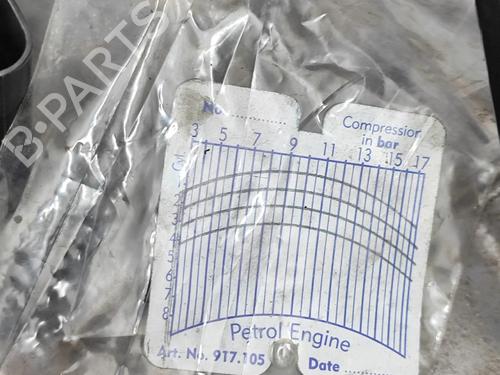 B-PARTS
No. ..............
Compression
in bar
3 5 7 9 11 13 15 17
1
2
3
4
5
6
7
8
Petrol Engine
Art. No. 917.105
Date ..............